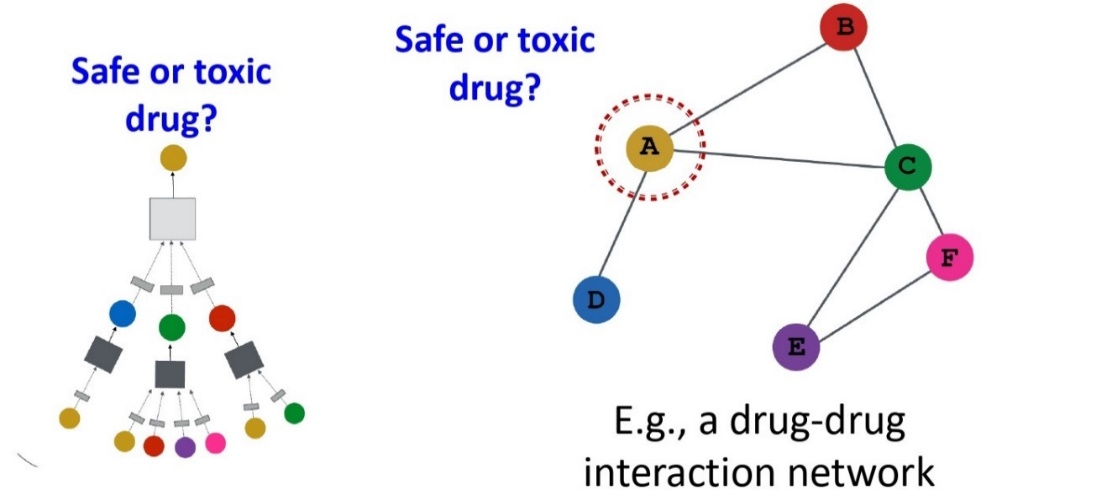 Safe or toxic
drug?
Safe or toxic
drug?
B
A
C
F
D
E
E.g., a drug-drug
interaction network